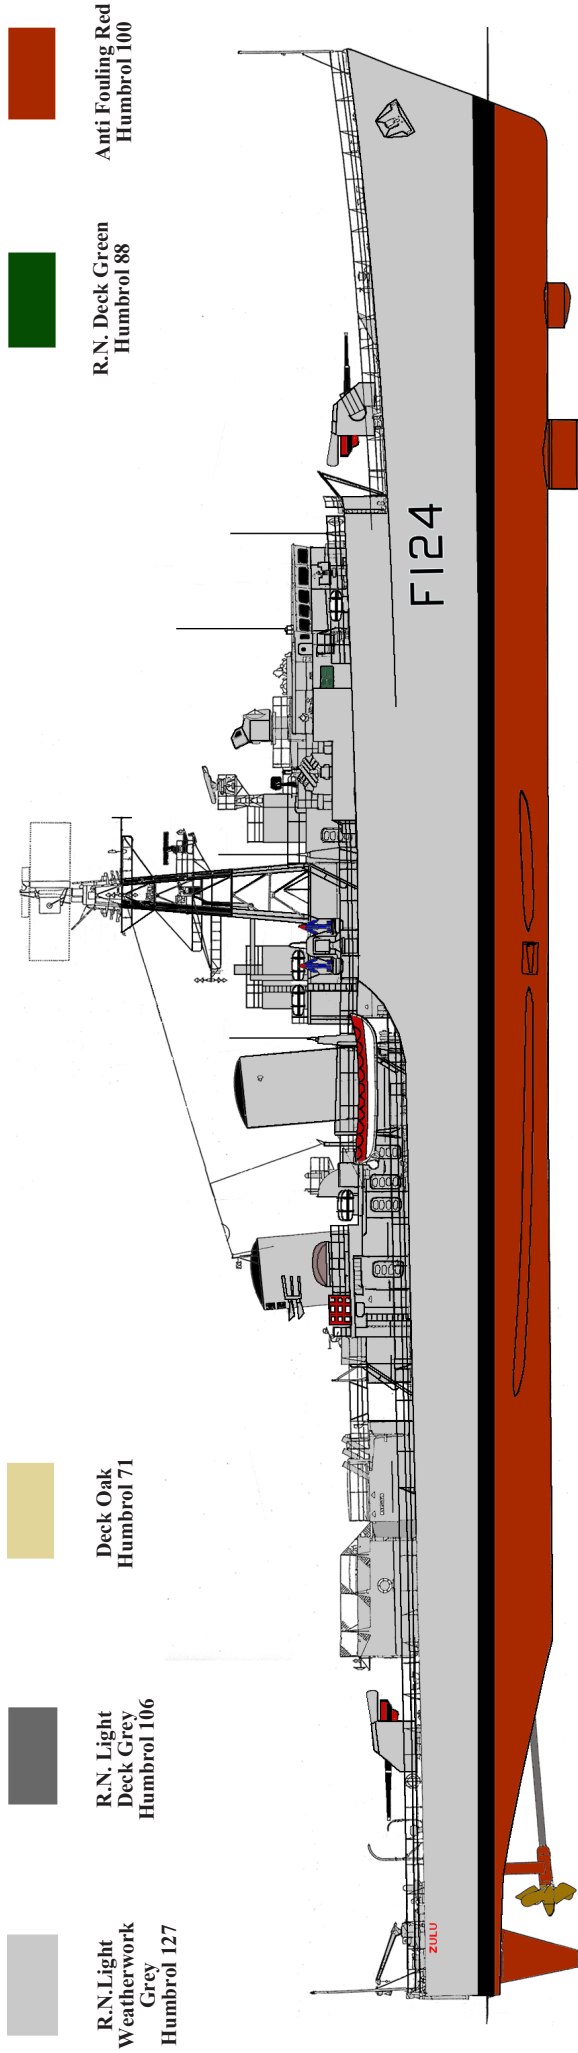 R.N.Light
Weatherwork
Grey
Humbrol 127
R.N. Light
Deck Grey
Humbrol 106
Deck Oak
Humbrol 71
R.N. Deck Green
Humbrol 88
Anti Fouling Red
Humbrol 100
ZULU
F124